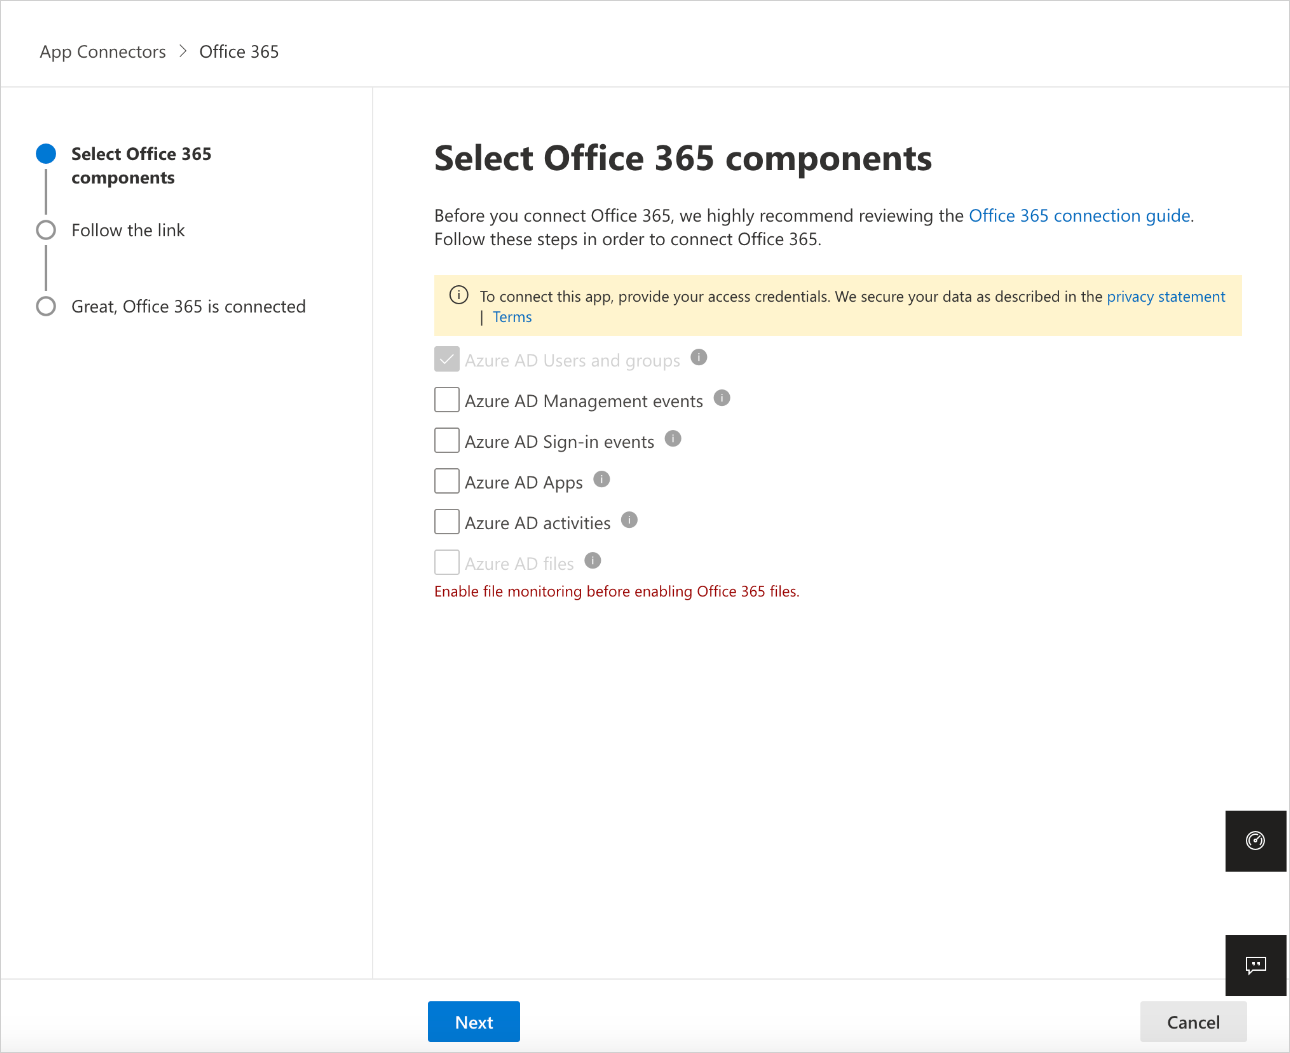 App Connectors > Office 365
Select Office 365
components
Follow the link
Great, Office 365 is connected
Select Office 365 components
Before you connect Office 365, we highly recommend reviewing the Office 365 connection guide.
Follow these steps in order to connect Office 365.
To connect this app, provide your access credentials. We secure your data as described in the privacy statement
| Terms
Azure AD Users and groups
Azure AD Management events
Azure AD Sign-in events
Azure AD Apps
Azure AD activities
Azure AD files
Enable file monitoring before enabling Office 365 files.
Next
Cancel